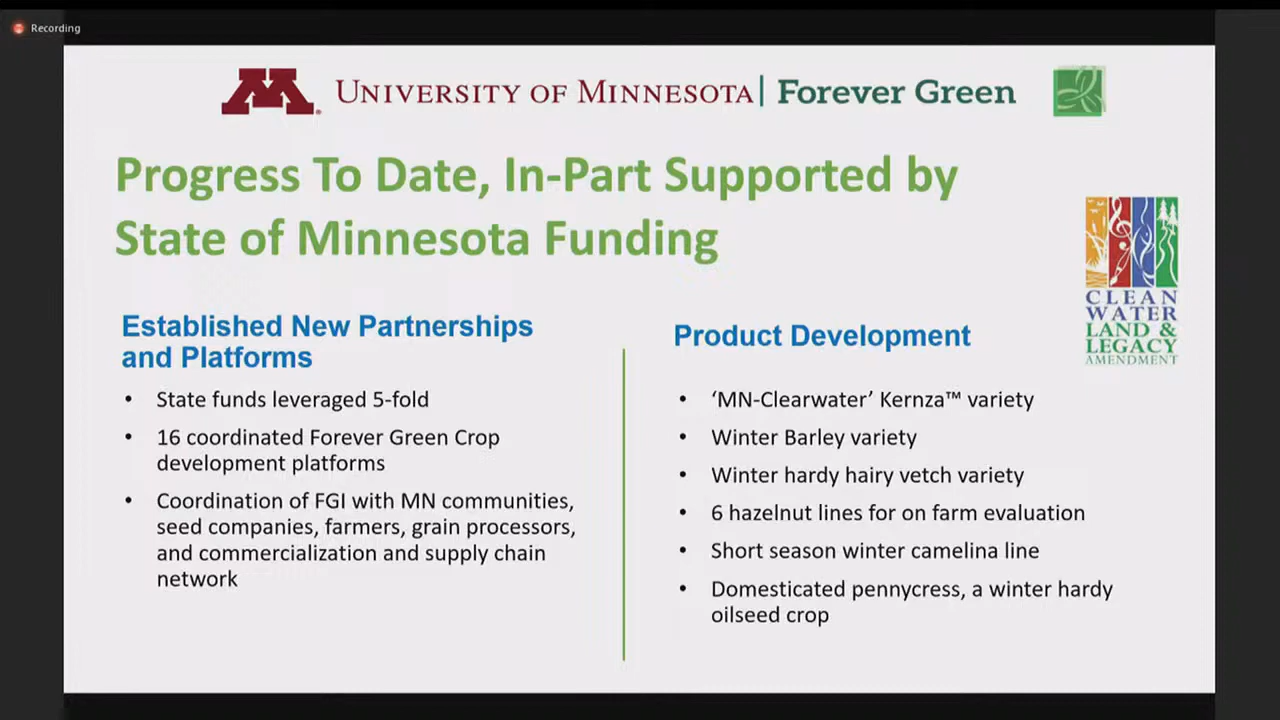 Recording
UNIVERSITY OF MINNESOTA | Forever Green
Progress To Date, In-Part Supported by
State of Minnesota Funding
CLEAN
WATER
LAND &
LEGACY
AMENDMENT
Established New Partnerships
and Platforms
• State funds leveraged 5-fold
• 16 coordinated Forever Green Crop
development platforms
• Coordination of FGI with MN communities,
seed companies, farmers, grain processors,
and commercialization and supply chain
network
Product Development
• ‘MN-Clearwater’ Kernza™ variety
• Winter Barley variety
• Winter hardy hairy vetch variety
• 6 hazelnut lines for on farm evaluation
• Short season winter camelina line
• Domesticated pennycress, a winter hardy
oilseed crop